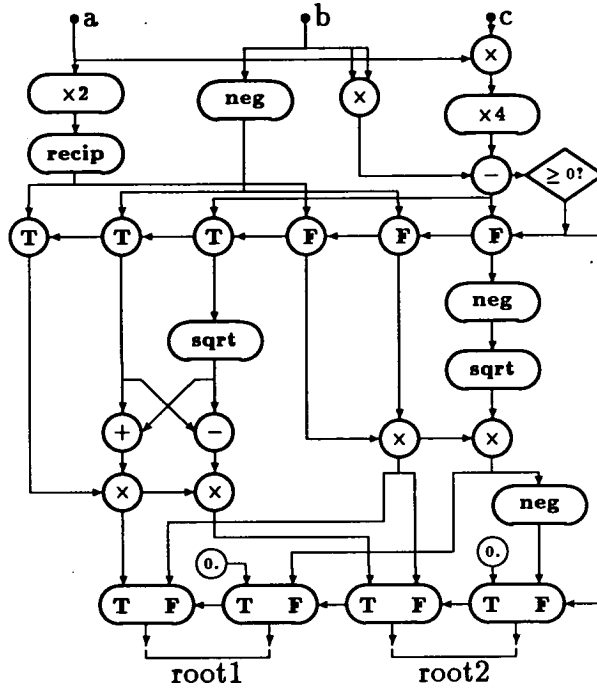 a b c
×
×2 neg × ×4
recip
− ≥ 0?
T T T F F F
neg
sqrt sqrt
+ − × ×
× × neg
0. 0.
T F T F T F T F
root1 root2